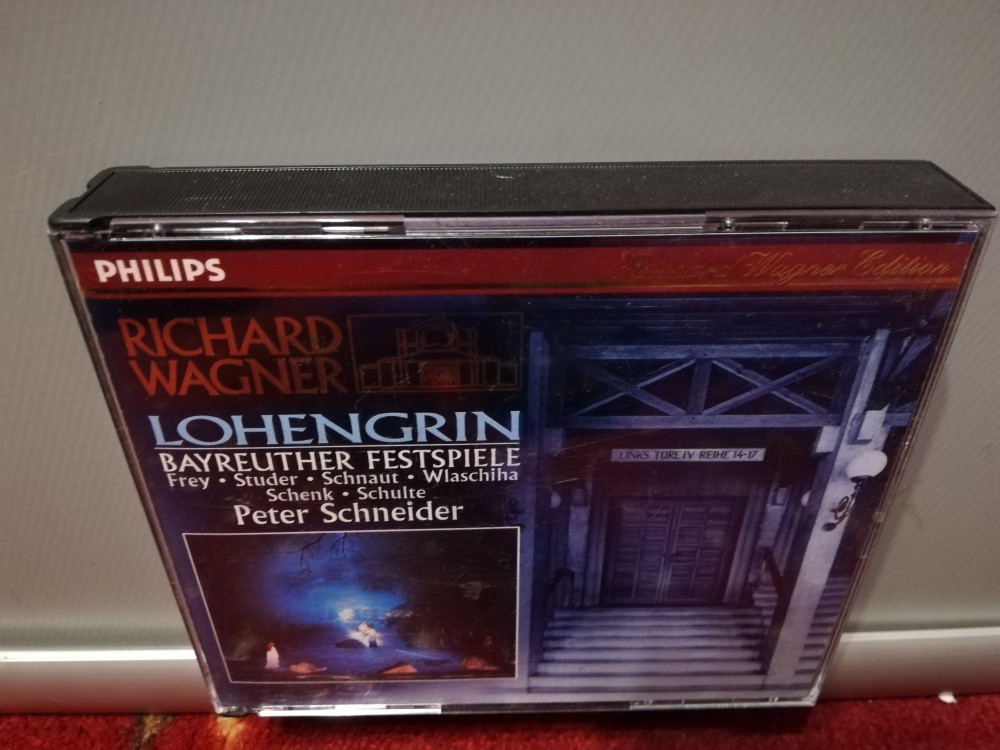 PHILIPS
Richard Wagner Edition
RICHARD
WAGNER
LOHENGRIN
BAYREUTHER FESTSPIELE
Frey • Studer • Schnaut • Wlaschiha
Schenk • Schulte
Peter Schneider
LINKS TÜRE IV REIHE 14-17